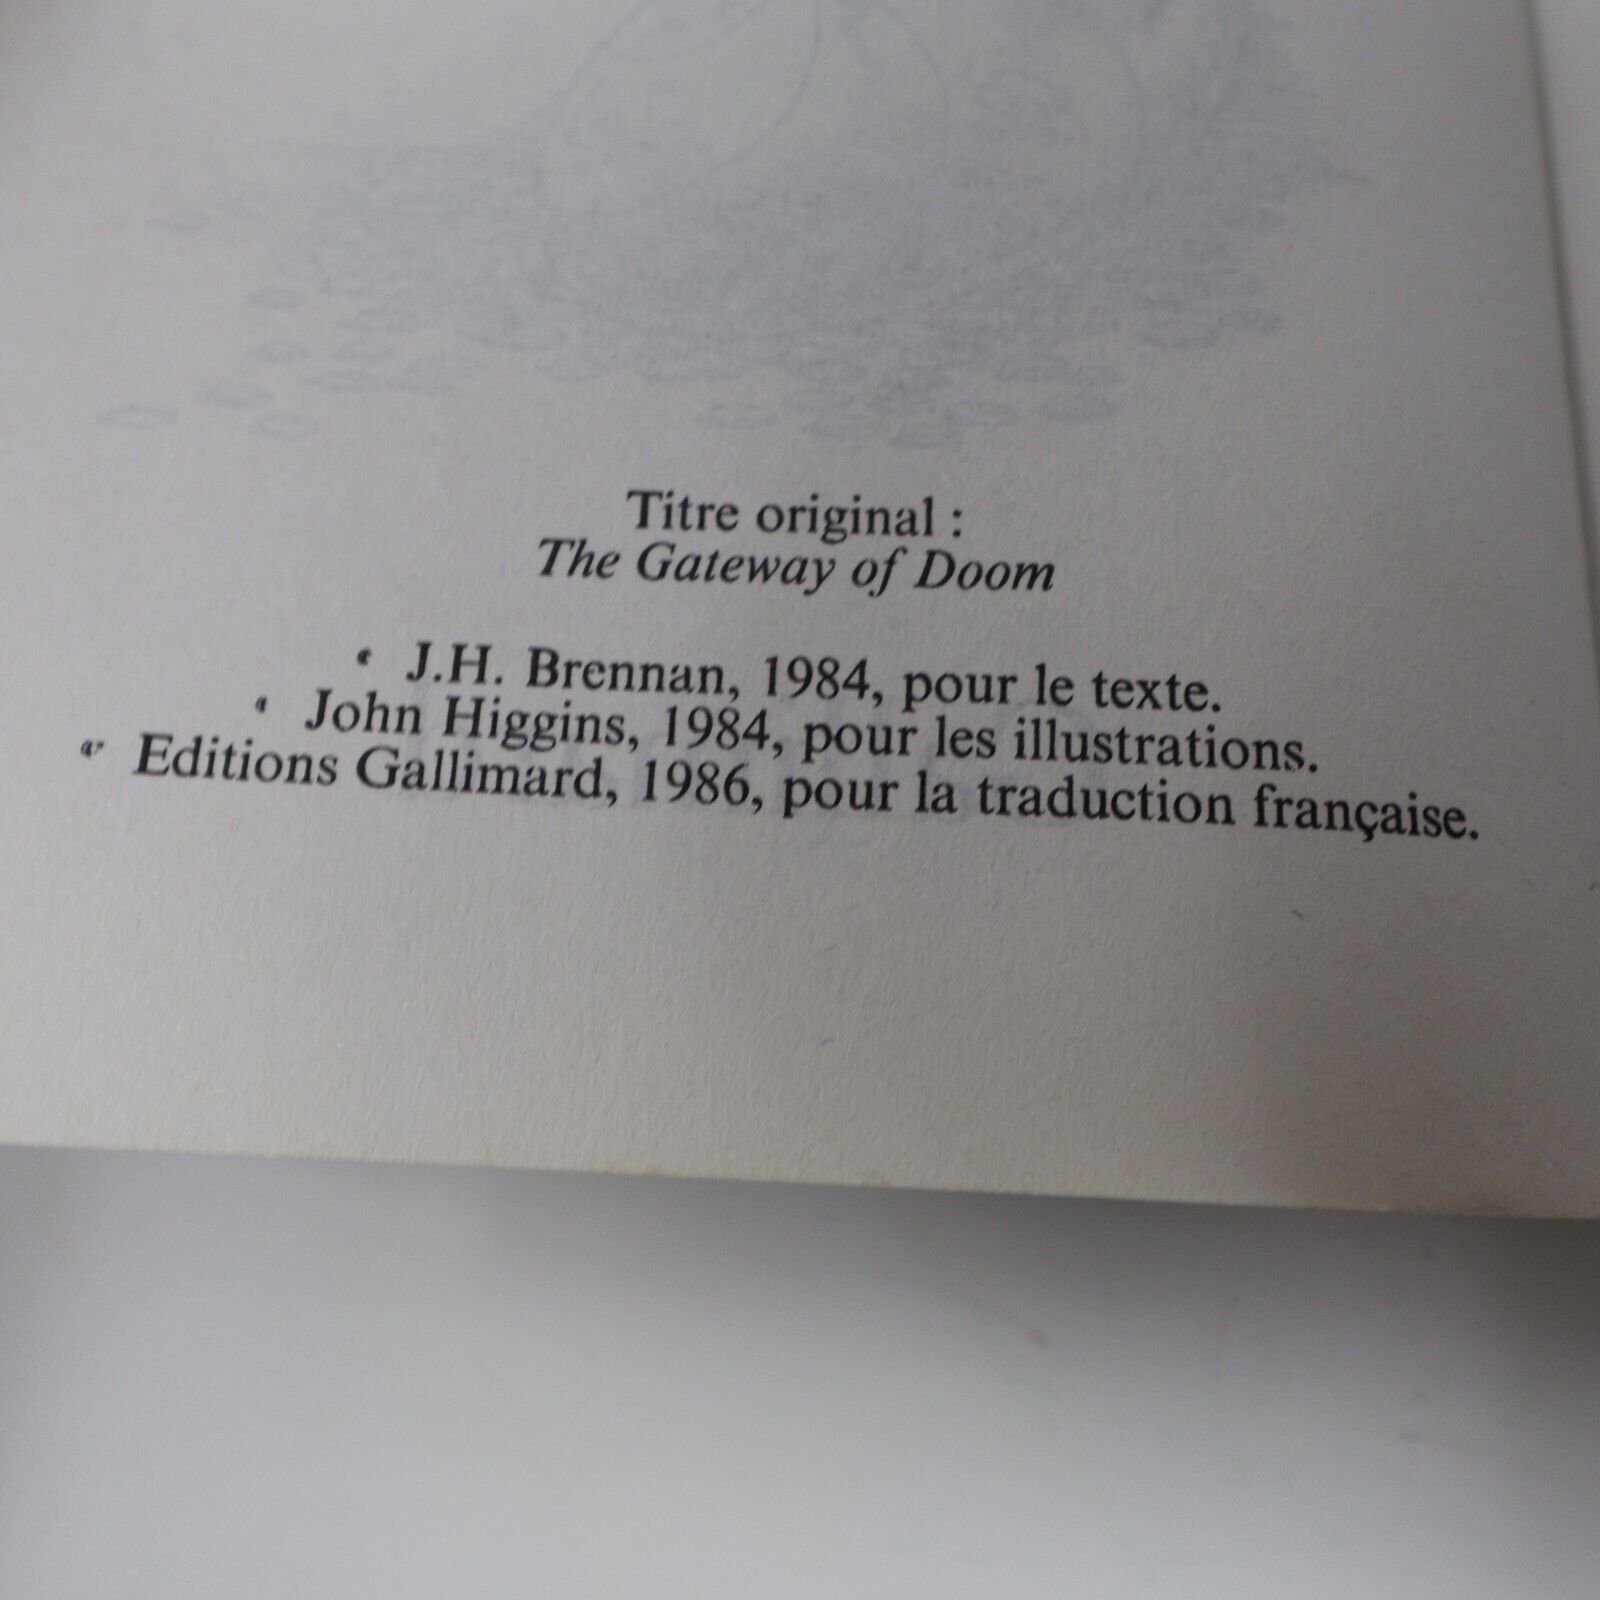 Titre original :
The Gateway of Doom
J.H. Brennan, 1984, pour le texte.
John Higgins, 1984, pour les illustrations.
Editions Gallimard, 1986, pour la traduction française.